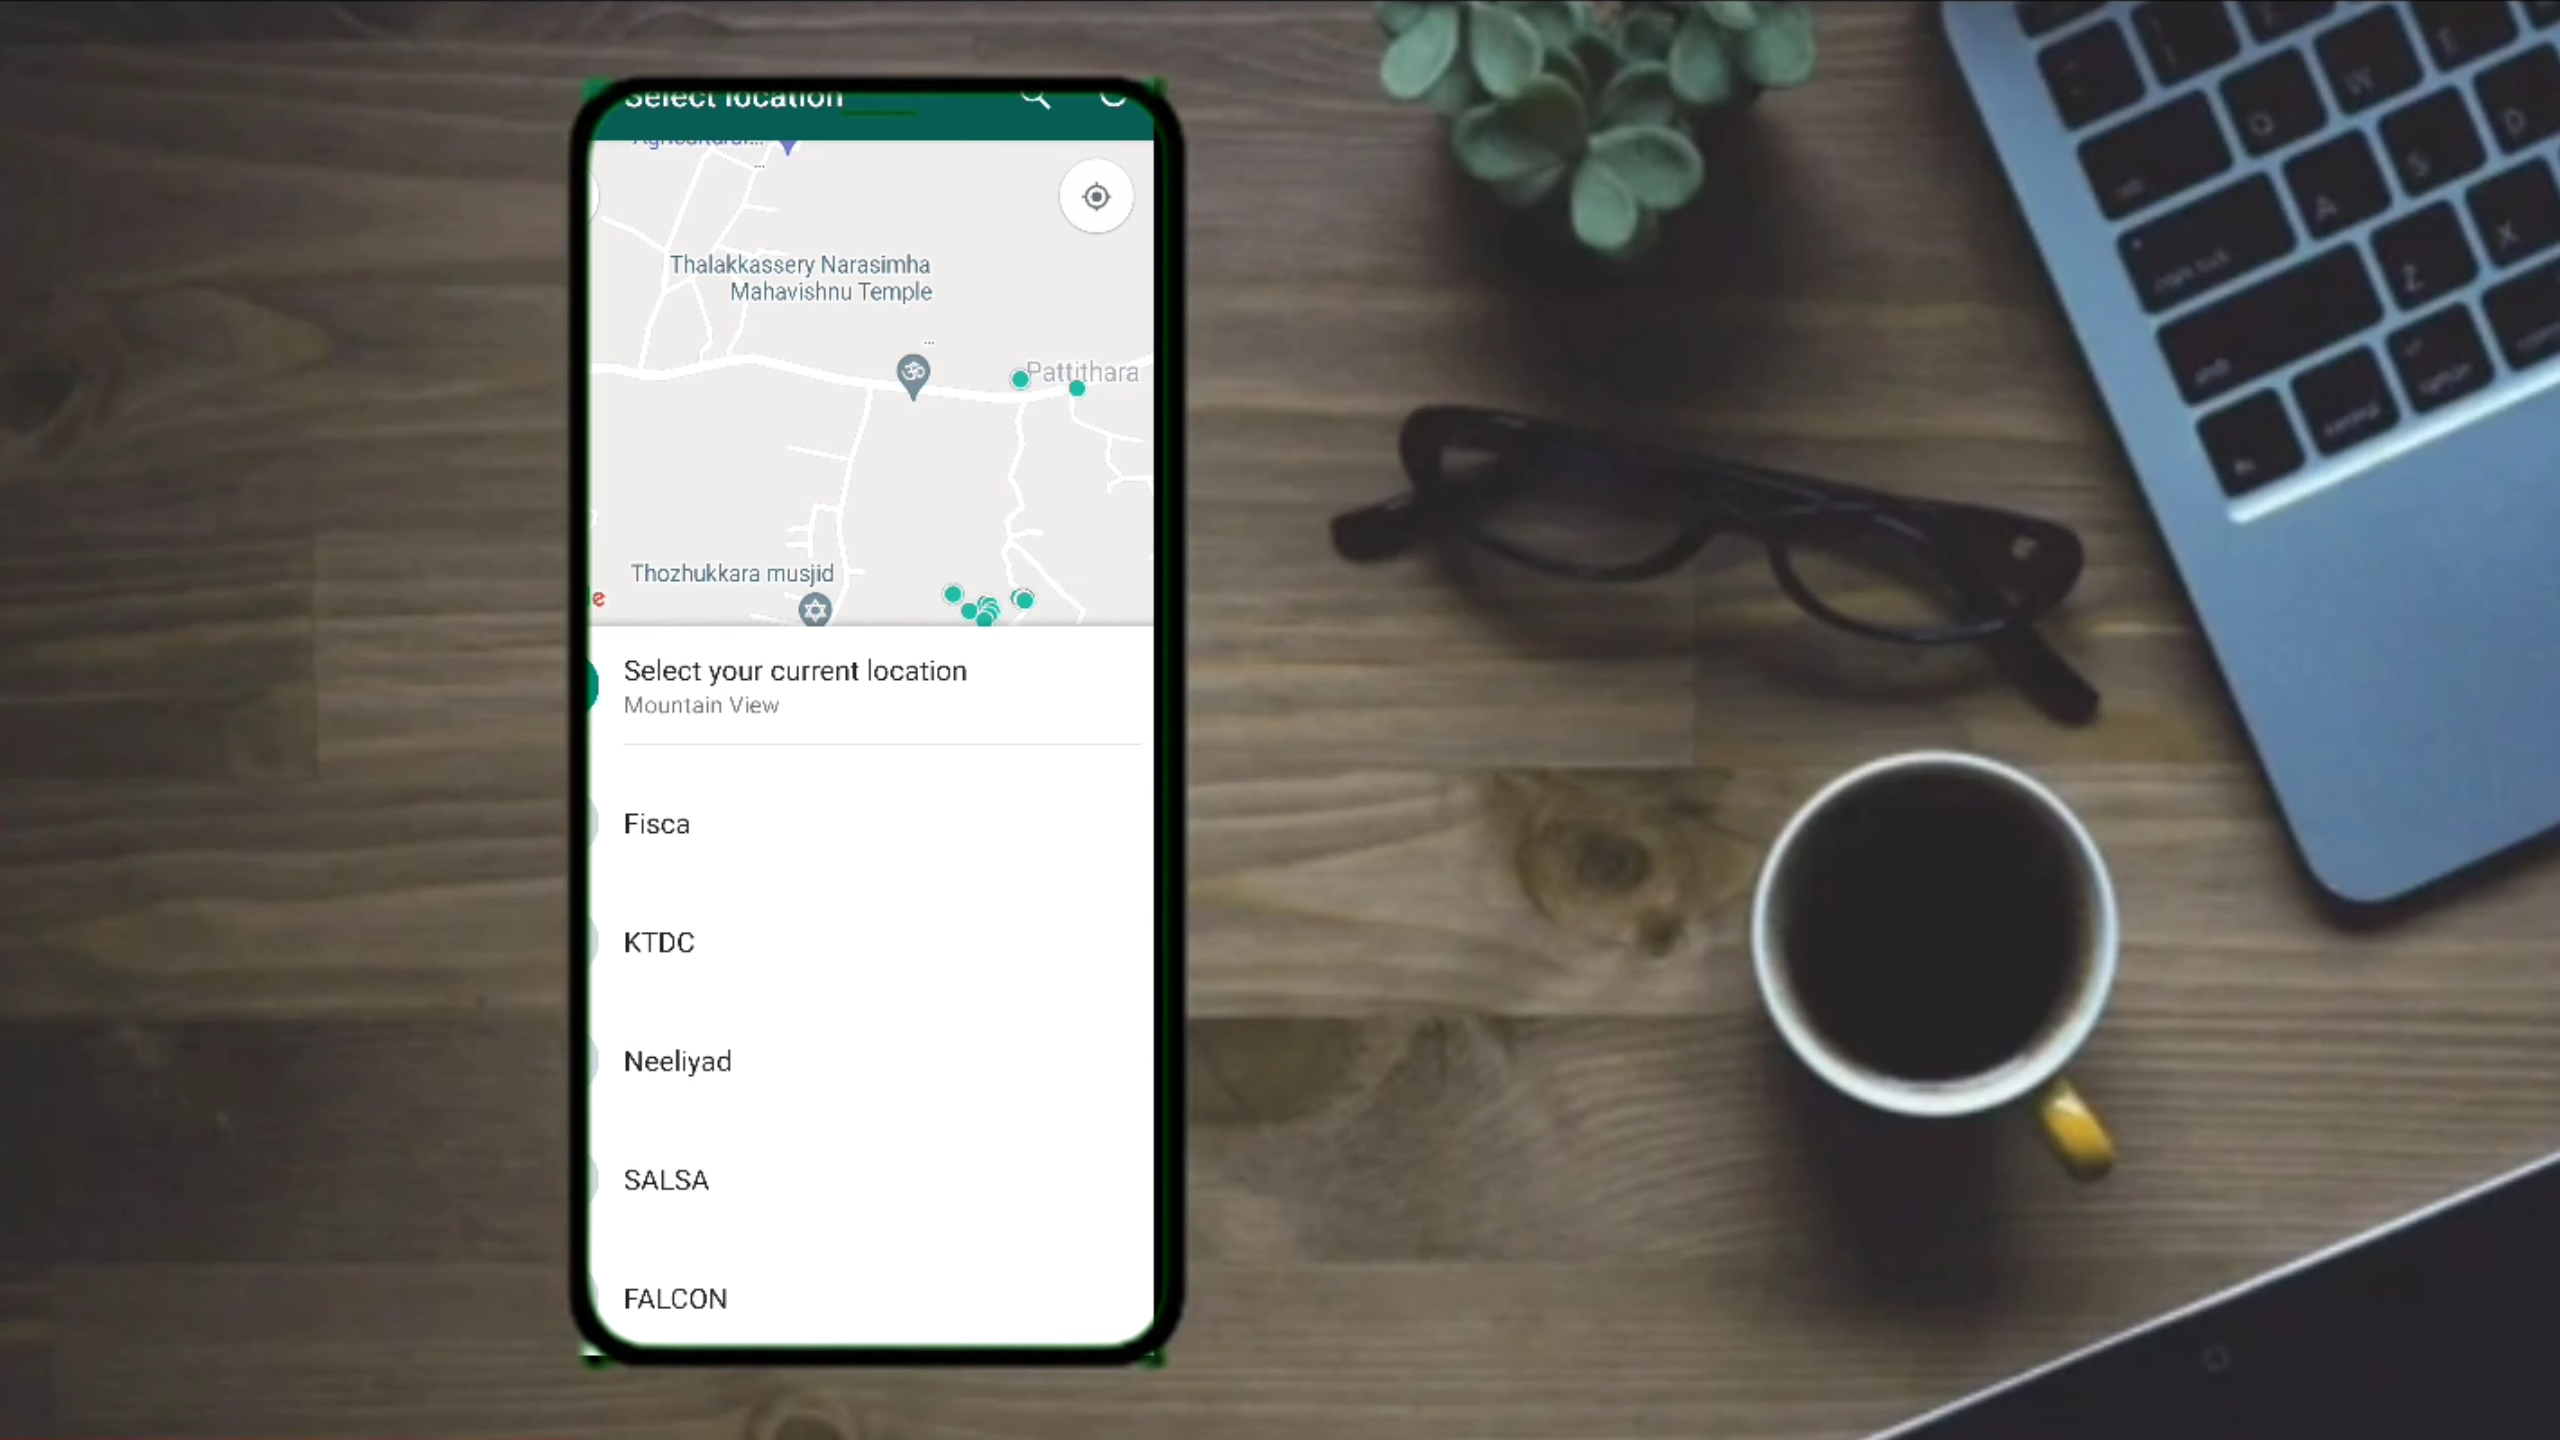 Select location
Agricultural...
Thalakkassery Narasimha
Mahavishnu Temple
Pattithara
Thozhukkara musjid
e
Select your current location
Mountain View
Fisca
KTDC
Neeliyad
SALSA
FALCON
Q
W
E
A
S
D
Z
X